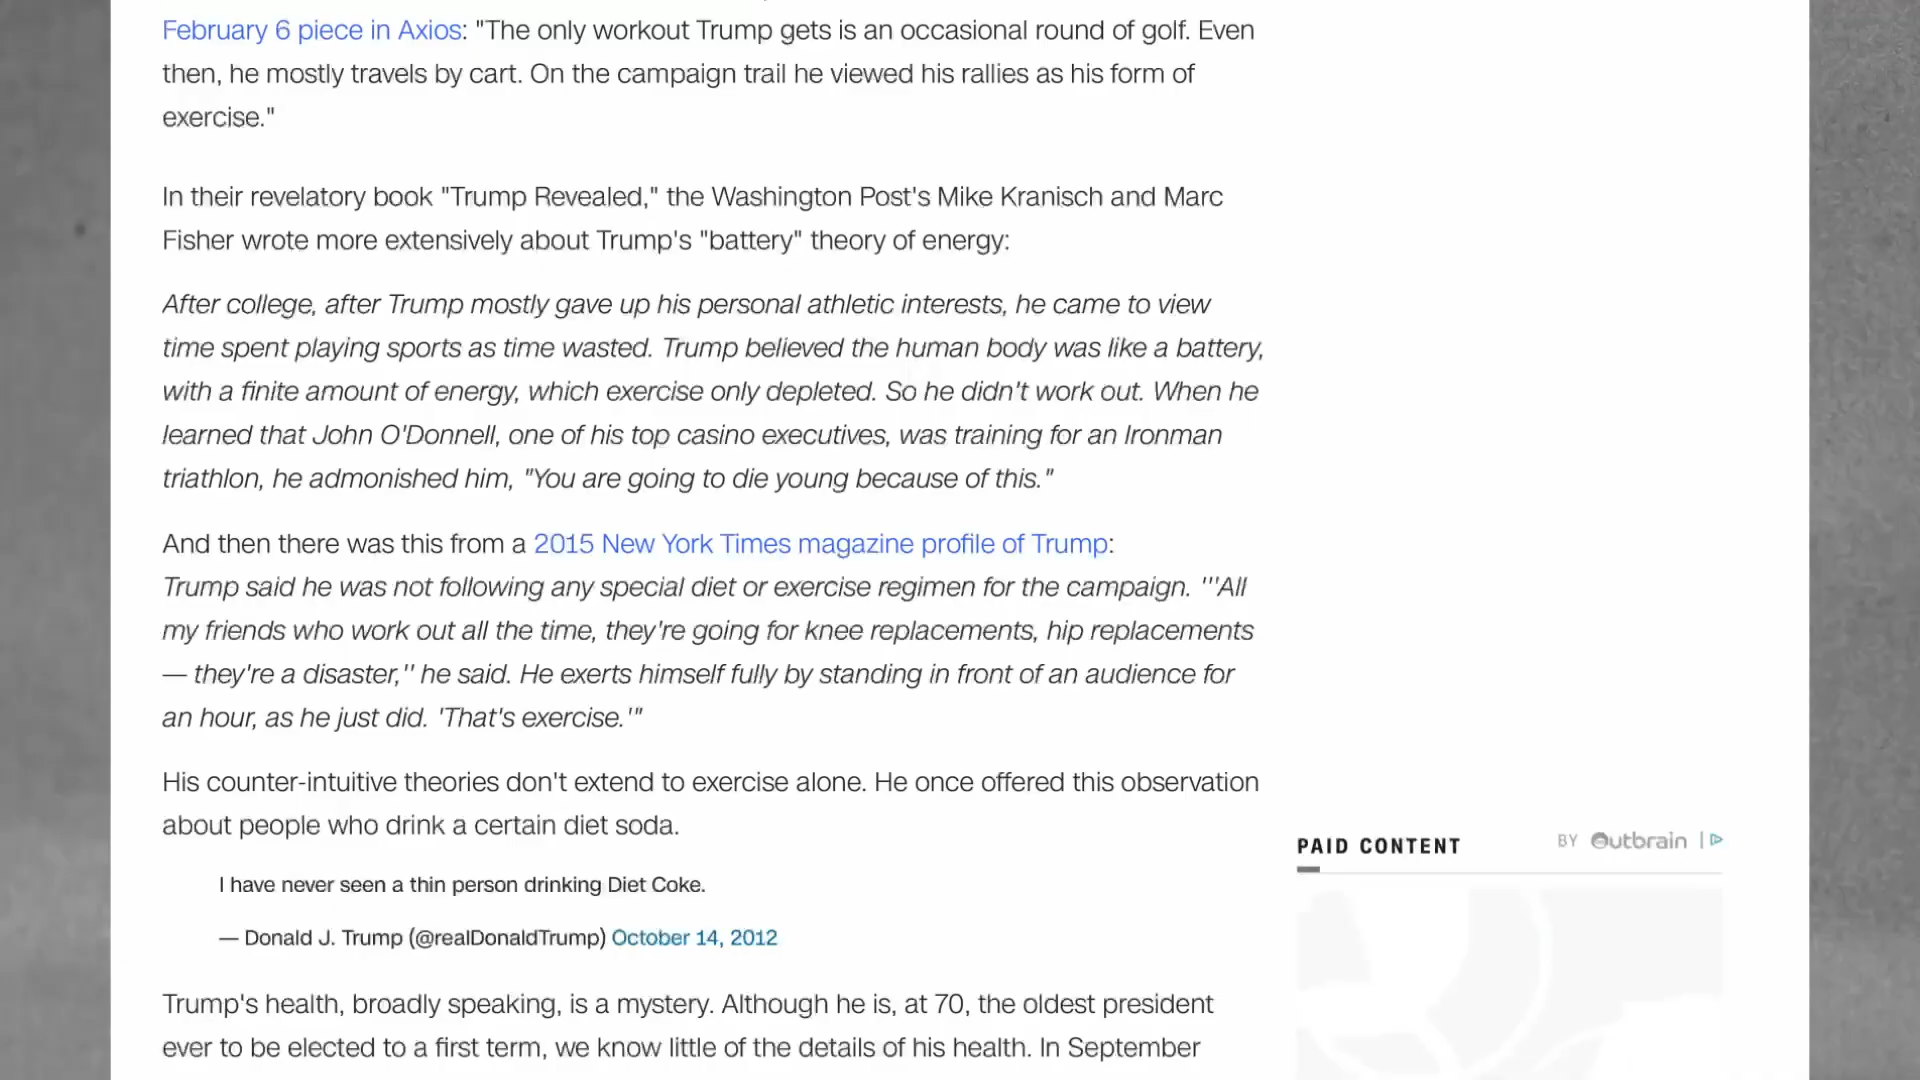 February 6 piece in Axios: "The only workout Trump gets is an occasional round of golf. Even
then, he mostly travels by cart. On the campaign trail he viewed his rallies as his form of
exercise."
In their revelatory book "Trump Revealed," the Washington Post's Mike Kranisch and Marc
Fisher wrote more extensively about Trump's "battery" theory of energy:
After college, after Trump mostly gave up his personal athletic interests, he came to view
time spent playing sports as time wasted. Trump believed the human body was like a battery,
with a finite amount of energy, which exercise only depleted. So he didn't work out. When he
learned that John O'Donnell, one of his top casino executives, was training for an Ironman
triathlon, he admonished him, "You are going to die young because of this."
And then there was this from a 2015 New York Times magazine profile of Trump:
Trump said he was not following any special diet or exercise regimen for the campaign. '"All
my friends who work out all the time, they're going for knee replacements, hip replacements
— they're a disaster,'' he said. He exerts himself fully by standing in front of an audience for
an hour, as he just did. 'That's exercise.'"
His counter-intuitive theories don't extend to exercise alone. He once offered this observation
about people who drink a certain diet soda.
I have never seen a thin person drinking Diet Coke.
— Donald J. Trump (@realDonaldTrump) October 14, 2012
Trump's health, broadly speaking, is a mystery. Although he is, at 70, the oldest president
ever to be elected to a first term, we know little of the details of his health. In September
PAID CONTENT
BY Outbrain